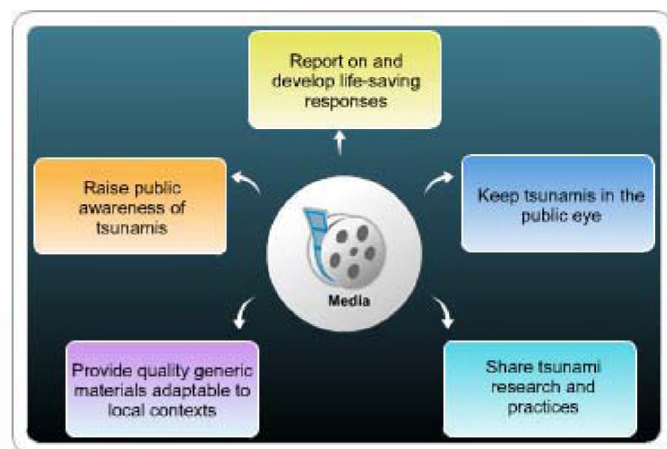 Report on and
develop life-saving
responses
Raise public
awareness of
tsunamis
Keep tsunamis in the
public eye
Media
Provide quality generic
materials adaptable to
local contexts
Share tsunami
research and
practices